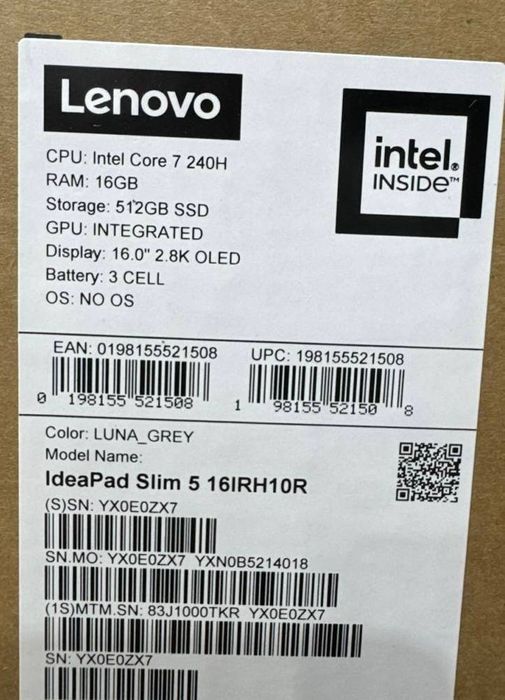 Lenovo
CPU: Intel Core 7 240H
RAM: 16GB
Storage: 512GB SSD
GPU: INTEGRATED
Display: 16.0" 2.8K OLED
Battery: 3 CELL
OS: NO OS
intel®
INSIDE™
EAN: 0198155521508
0 198155 521508
UPC: 198155521508
1 98155 52150 8
Color: LUNA_GREY
Model Name:
IdeaPad Slim 5 16IRH10R
(S)SN: YX0E0ZX7
SN.MO: YX0E0ZX7 YXN0B5214018
(1S)MTM.SN: 83J1000TKR YX0E0ZX7
SN: YX0E0ZX7